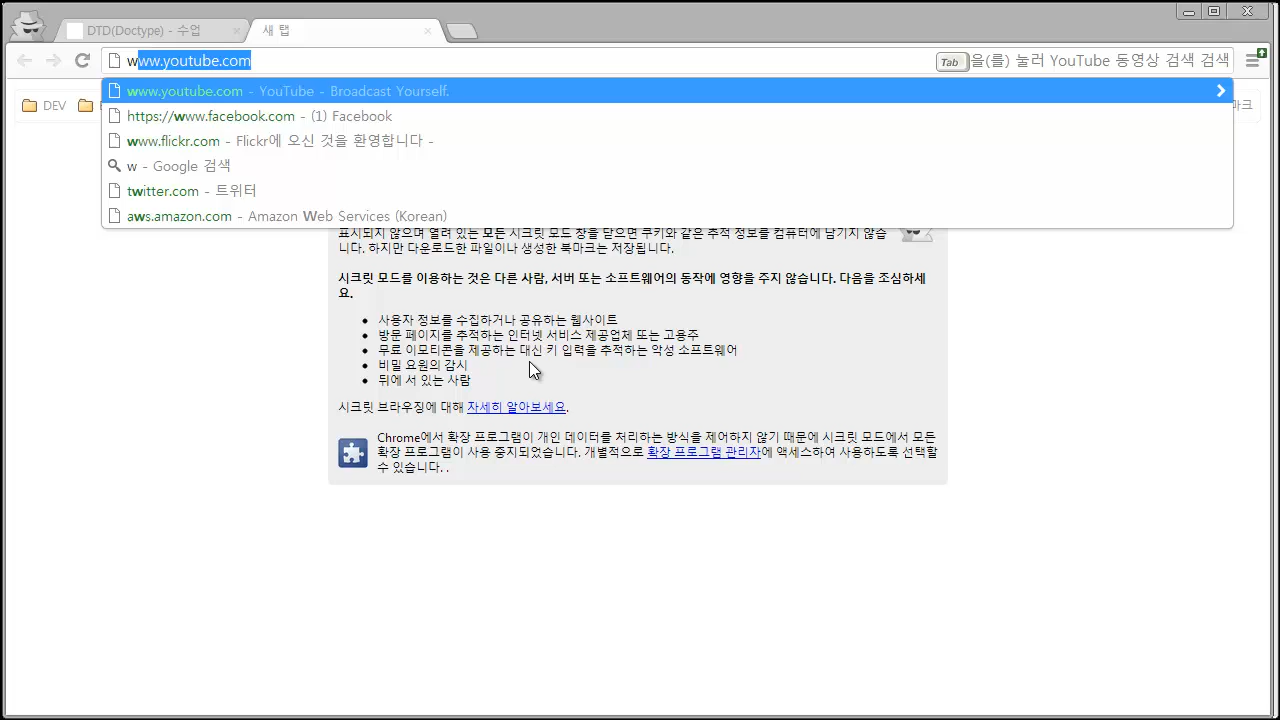 DTD(Doctype) - 수업
새 탭
www.youtube.com
Tab 을(를) 눌러 YouTube 동영상 검색 검색
www.youtube.com - YouTube - Broadcast Yourself.
https://www.facebook.com - (1) Facebook
www.flickr.com - Flickr에 오신 것을 환영합니다 -
w - Google 검색
twitter.com - 트위터
aws.amazon.com - Amazon Web Services (Korean)
DEV
마크
표시되지 않으며 열려 있는 모든 시크릿 모드 창을 닫으면 쿠키와 같은 추적 정보를 컴퓨터에 남기지 않습
니다. 하지만 다운로드한 파일이나 생성한 북마크는 저장됩니다.
시크릿 모드를 이용하는 것은 다른 사람, 서버 또는 소프트웨어의 동작에 영향을 주지 않습니다. 다음을 조심하세
요.
사용자 정보를 수집하거나 공유하는 웹사이트
방문 페이지를 추적하는 인터넷 서비스 제공업체 또는 고용주
무료 이모티콘을 제공하는 대신 키 입력을 추적하는 악성 소프트웨어
비밀 요원의 감시
뒤에 서 있는 사람
시크릿 브라우징에 대해 자세히 알아보세요.
Chrome에서 확장 프로그램이 개인 데이터를 처리하는 방식을 제어하지 않기 때문에 시크릿 모드에서 모든
확장 프로그램이 사용 중지되었습니다. 개별적으로 확장 프로그램 관리자에 액세스하여 사용하도록 선택할
수 있습니다. .